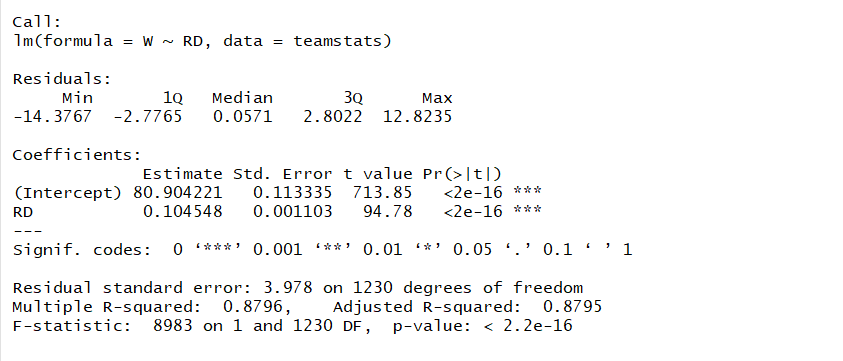 Call:
lm(formula = W ~ RD, data = teamstats)
Residuals:
     Min       1Q   Median       3Q      Max
-14.3767  -2.7765   0.0571   2.8022  12.8235
Coefficients:
             Estimate Std. Error t value Pr(>|t|)
(Intercept) 80.904221   0.113335  713.85   <2e-16 ***
RD           0.104548   0.001103   94.78   <2e-16 ***
---
Signif. codes:  0 ‘***’ 0.001 ‘**’ 0.01 ‘*’ 0.05 ‘.’ 0.1 ‘ ’ 1
Residual standard error: 3.978 on 1230 degrees of freedom
Multiple R-squared:  0.8796,    Adjusted R-squared:  0.8795
F-statistic:  8983 on 1 and 1230 DF,  p-value: < 2.2e-16